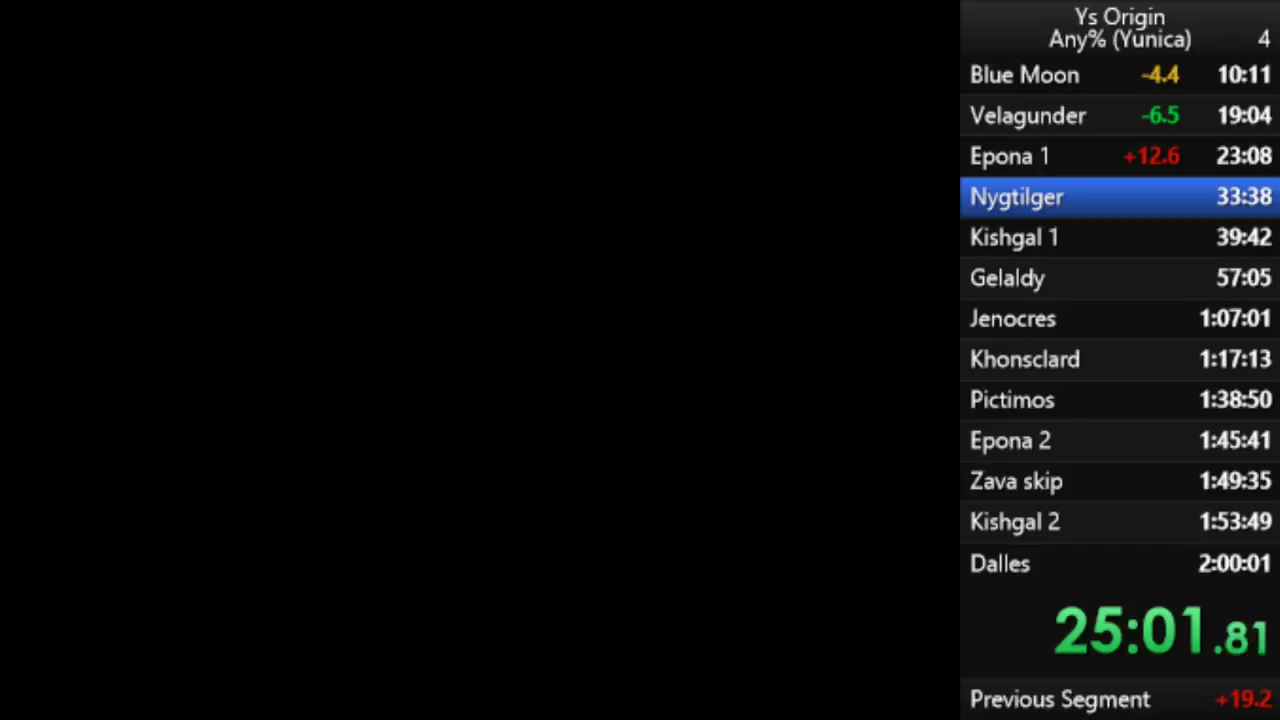 Ys Origin
Any% (Yunica) 4
Blue Moon -4.4 10:11
Velagunder -6.5 19:04
Epona 1 +12.6 23:08
Nygtilger 33:38
Kishgal 1 39:42
Gelaldy 57:05
Jenocres 1:07:01
Khonsclard 1:17:13
Pictimos 1:38:50
Epona 2 1:45:41
Zava skip 1:49:35
Kishgal 2 1:53:49
Dalles 2:00:01
25:01.81
Previous Segment +19.2